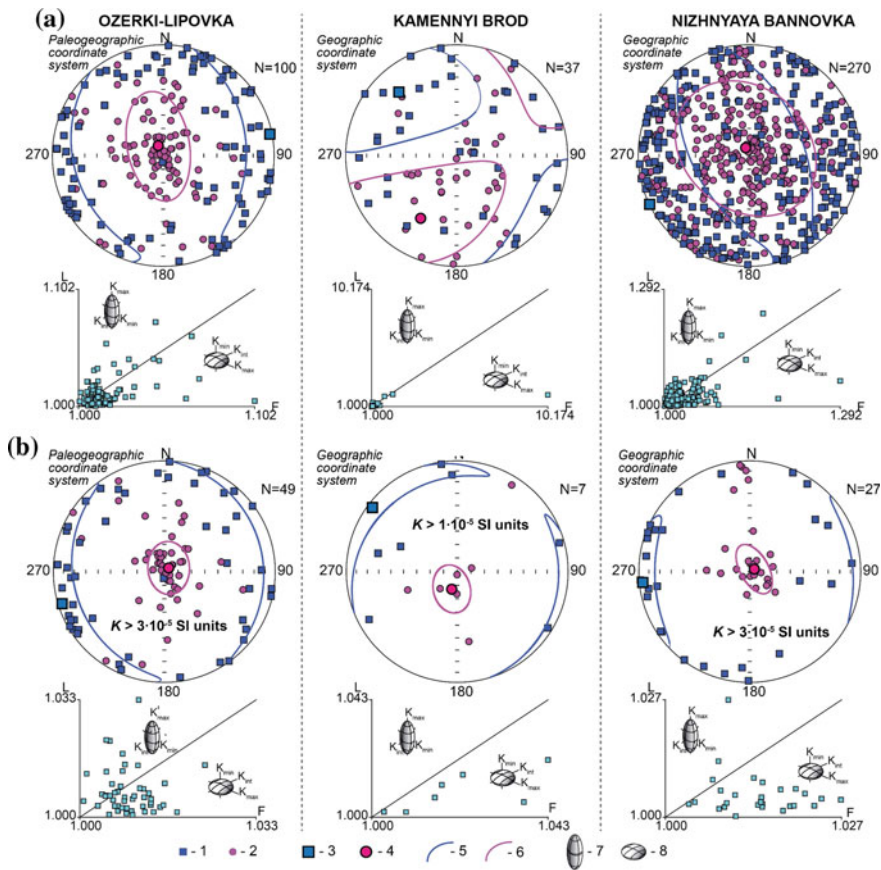 (a)
OZERKI-LIPOVKA
KAMENNYI BROD
NIZHNYAYA BANNOVKA
Paleogeographic
coordinate
system
N
N=100
270
90
180
Geographic
coordinate
system
N
N=37
270
90
180
Geographic
coordinate
system
N
N=270
270
90
180
L
1.102
Kmax
Kint
Kmin
Kmin
Kint
Kmax
1.000
1.000
F
1.102
L
10.174
Kmax
Kint
Kmin
Kmin
Kint
Kmax
1.000
1.000
F
10.174
L
1.292
Kmax
Kint
Kmin
Kmin
Kint
Kmax
1.000
1.000
F
1.292
(b)
Paleogeographic
coordinate
system
N
N=49
270
90
K > 3·10⁻⁵ SI units
180
Geographic
coordinate
system
N=7
K > 1·10⁻⁵ SI units
270
90
180
Geographic
coordinate
system
N
N=27
270
90
K > 3·10⁻⁵ SI units
180
L
1.033
Kmax
Kint
Kmin
Kmin
Kint
Kmax
1.000
1.000
F
1.033
L
1.043
Kmax
Kint
Kmin
Kmin
Kint
Kmax
1.000
1.000
F
1.043
L
1.027
Kmax
Kint
Kmin
Kmin
Kint
Kmax
1.000
1.000
F
1.027
- 1 - 2 - 3 - 4 - 5 - 6 - 7 - 8